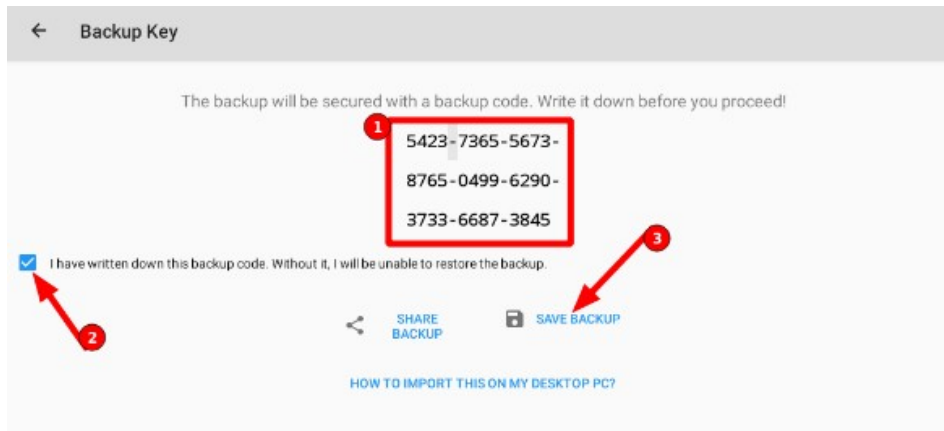 Backup Key
The backup will be secured with a backup code. Write it down before you proceed!
1
5423-7365-5673-
8765-0499-6290-
3733-6687-3845
3
I have written down this backup code. Without it, I will be unable to restore the backup.
2
SHARE
BACKUP
SAVE BACKUP
HOW TO IMPORT THIS ON MY DESKTOP PC?